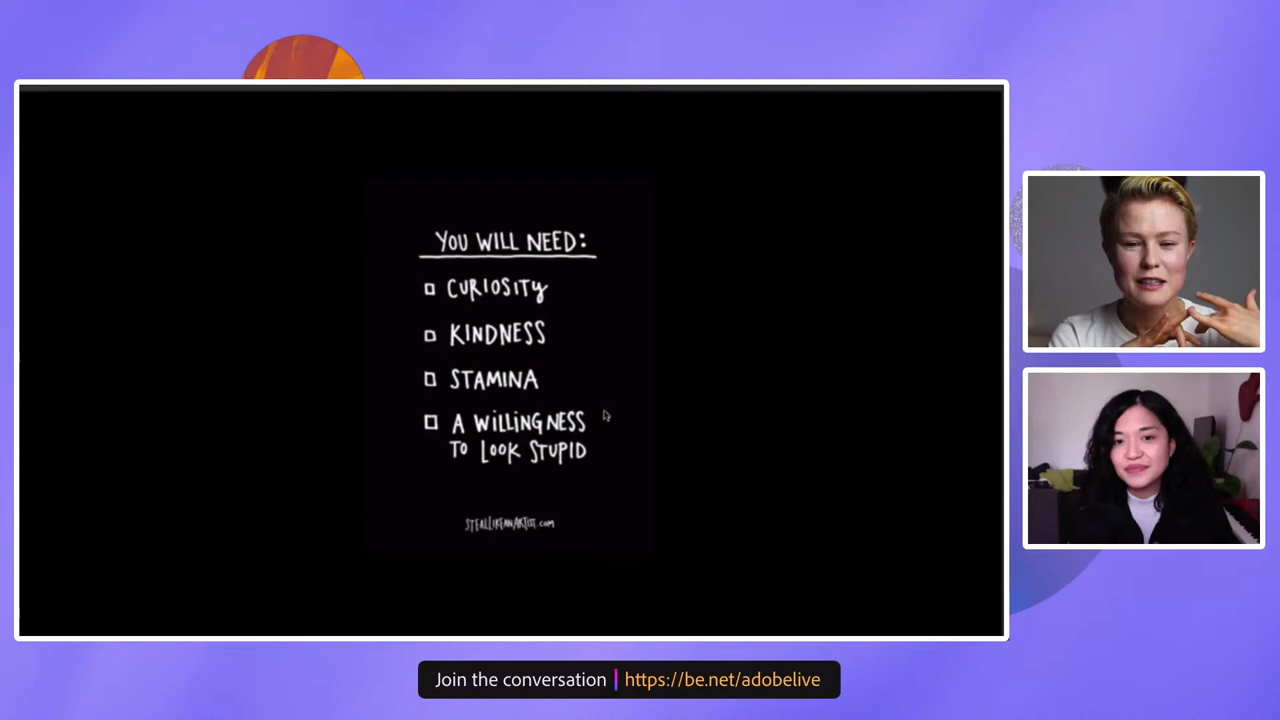 YOU WILL NEED:
CURIOSITY
KINDNESS
STAMINA
A WILLINGNESS
TO LOOK STUPID
STEALLIKEANARTIST.COM
Join the conversation | https://be.net/adobelive